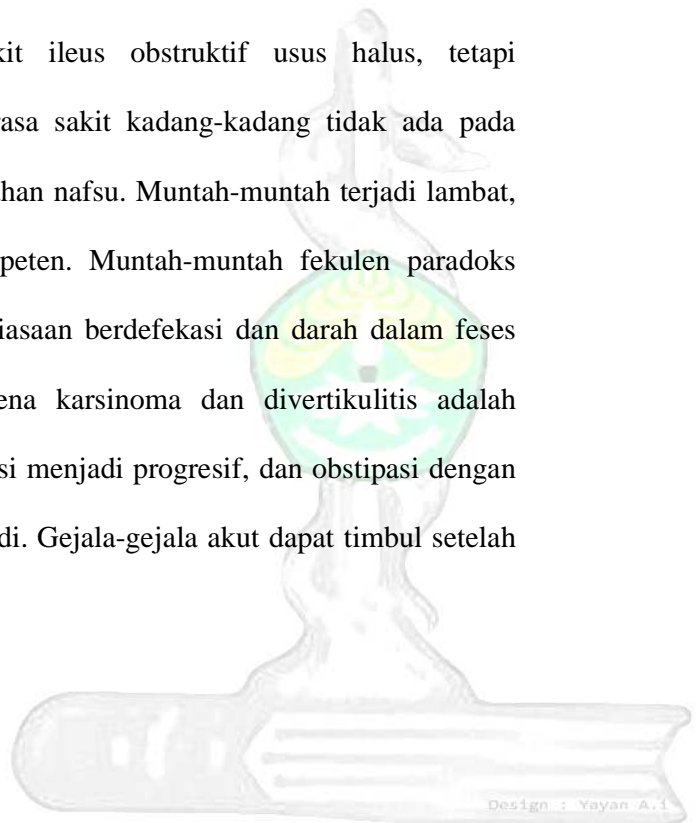 kit ileus obstruktif usus halus, tetapi
rasa sakit kadang-kadang tidak ada pada
ahan nafsu. Muntah-muntah terjadi lambat,
peten. Muntah-muntah fekulen paradoks
iasaan berdefekasi dan darah dalam feses
ena karsinoma dan divertikulitis adalah
si menjadi progresif, dan obstipasi dengan
di. Gejala-gejala akut dapat timbul setelah
Design : Yayan A.i